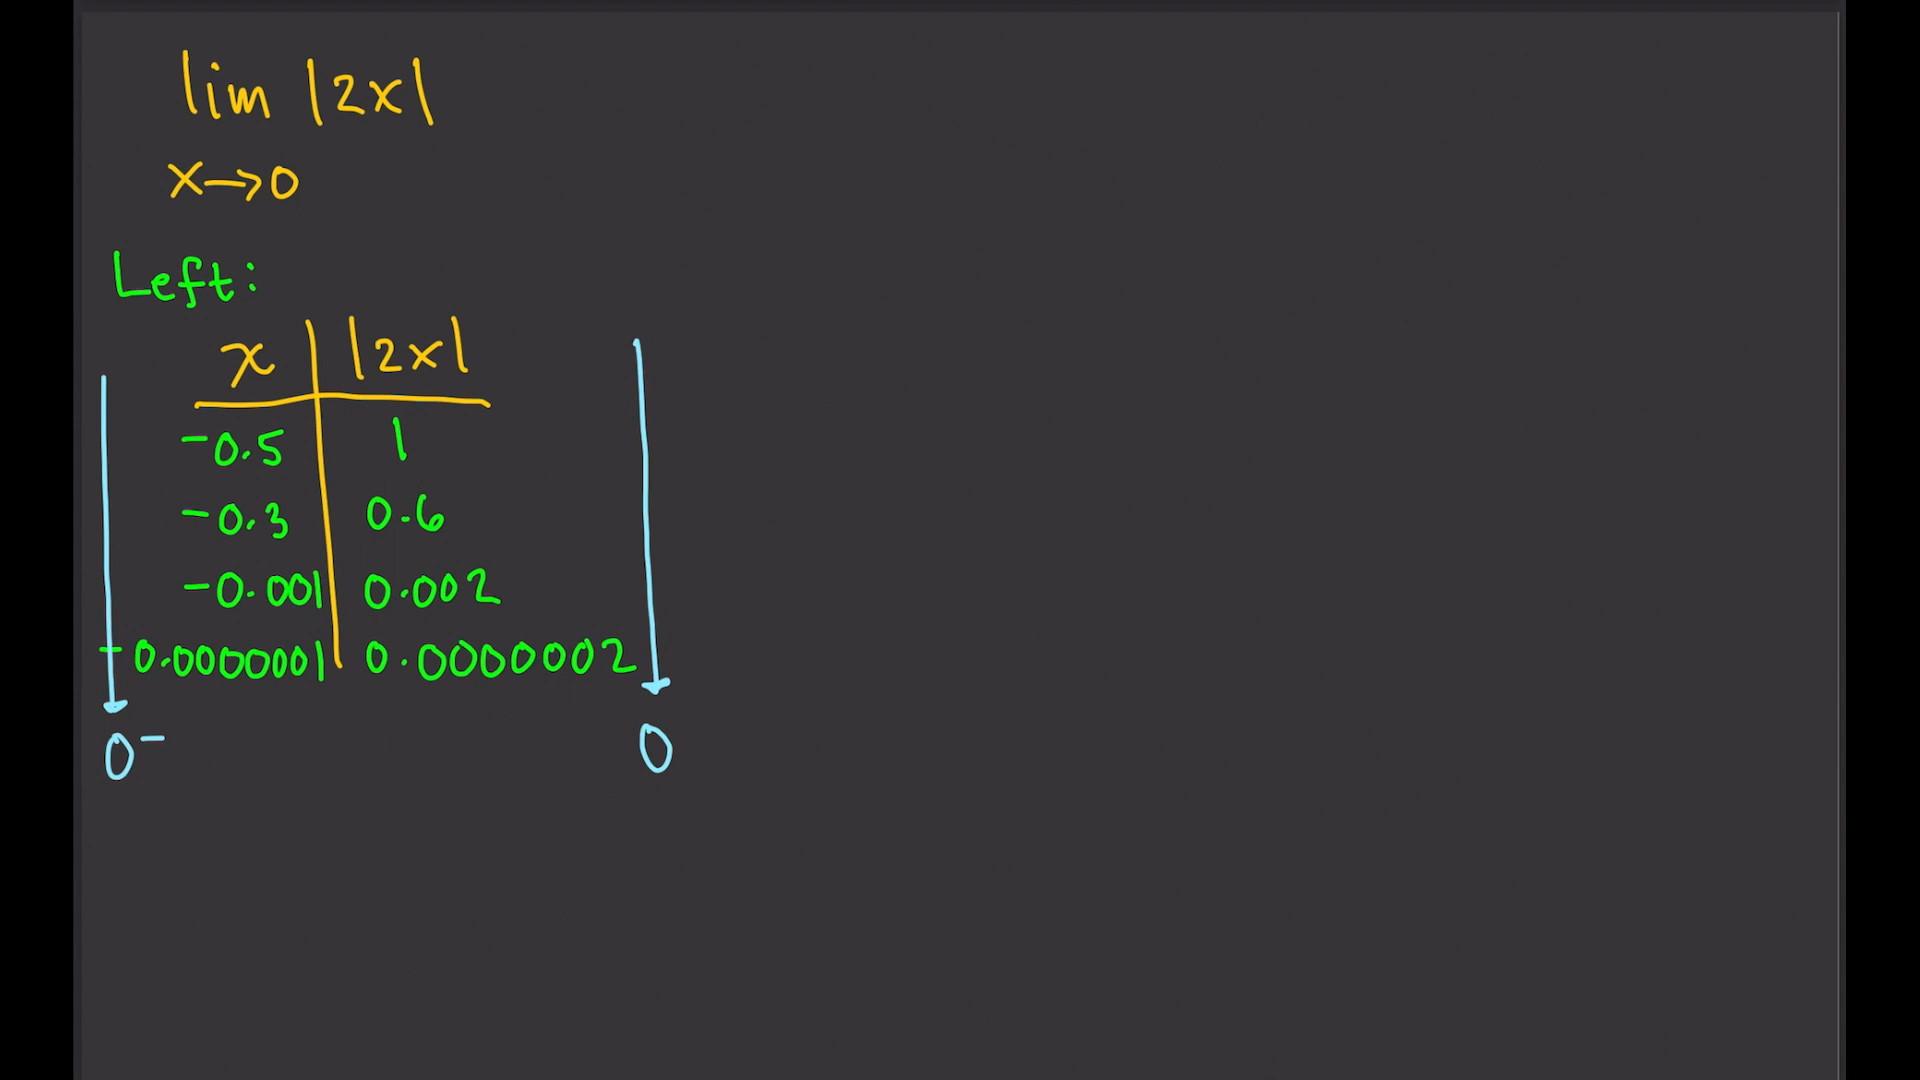 lim |2x|
x→0
Left:
x |2x|
-0.5 1
-0.3 0.6
-0.001 0.002
-0.0000001 0.0000002
0⁻ 0